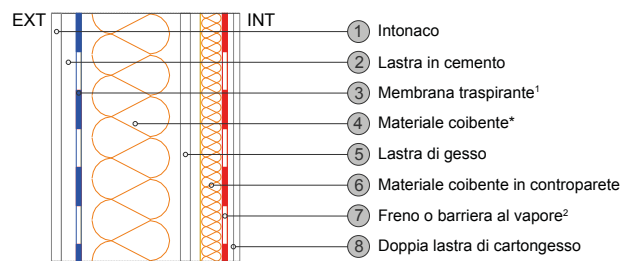 EXT INT
1 Intonaco
2 Lastra in cemento
3 Membrana traspirante¹
4 Materiale coibente*
5 Lastra di gesso
6 Materiale coibente in controparete
7 Freno o barriera al vapore²
8 Doppia lastra di cartongesso